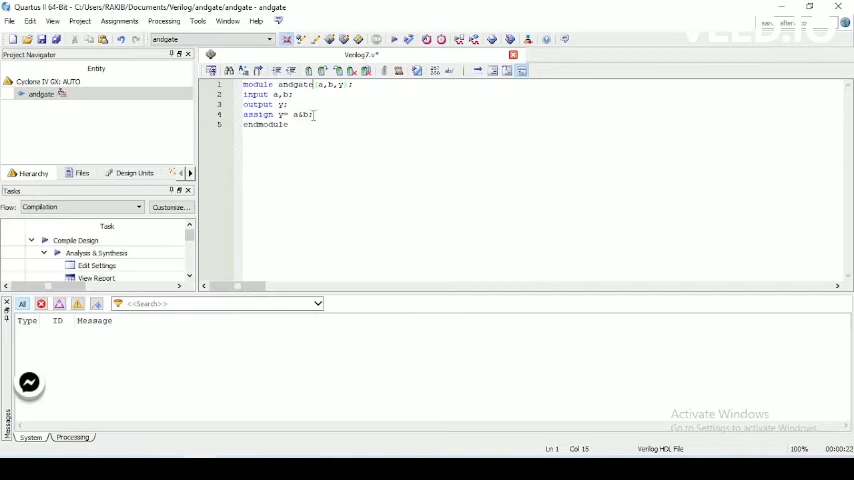 Quartus II 64-Bit - C:/Users/RAKIB/Documents/Verilog/andgate/andgate - andgate
File Edit View Project Assignments Processing Tools Window Help
VEED.IO
andgate
Project Navigator
Verilog7.v*
Entity
Cyclone IV GX: AUTO
andgate
Hierarchy Files Design Units
Tasks
Flow: Compilation Customize...
Task
Compile Design
Analysis & Synthesis
Edit Settings
View Report
1 module andgate(a,b,y);
2 input a,b;
3 output y;
4 assign y= a&b;
5 endmodule
All <<Search>>
Type ID Message
Messages
System Processing
Activate Windows
Go to Settings to activate Windows.
Ln 1 Col 15 Verilog HDL File 100% 00:00:22